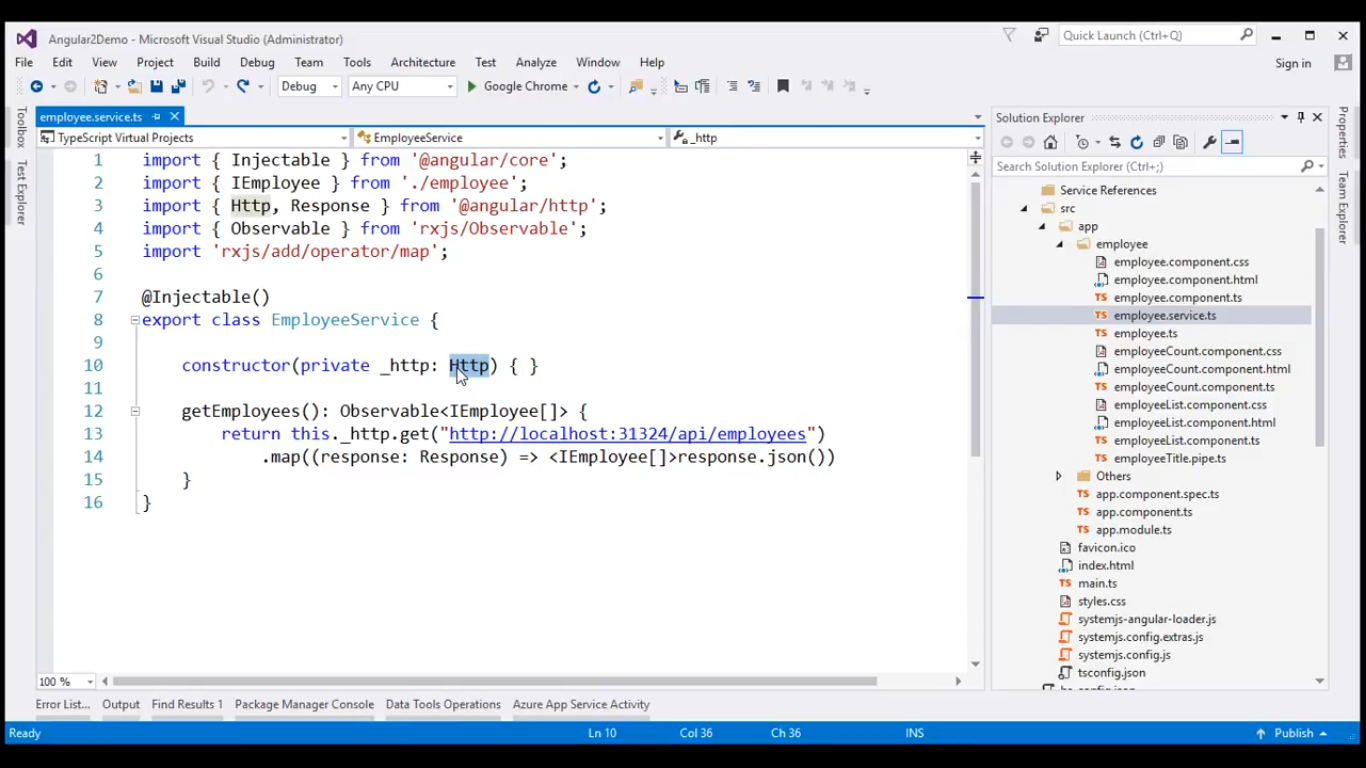 Angular2Demo - Microsoft Visual Studio (Administrator)
Quick Launch (Ctrl+Q)
File Edit View Project Build Debug Team Tools Architecture Test Analyze Window Help
Sign in
Debug Any CPU Google Chrome
Toolbox
Test Explorer
employee.service.ts
TypeScript Virtual Projects EmployeeService _http
1 import { Injectable } from '@angular/core';
2 import { IEmployee } from './employee';
3 import { Http, Response } from '@angular/http';
4 import { Observable } from 'rxjs/Observable';
5 import 'rxjs/add/operator/map';
6
7 @Injectable()
8 export class EmployeeService {
9
10 constructor(private _http: Http) { }
11
12 getEmployees(): Observable<IEmployee[]> {
13 return this._http.get("http://localhost:31324/api/employees")
14 .map((response: Response) => <IEmployee[]>response.json())
15 }
16 }
100 %
Solution Explorer
Search Solution Explorer (Ctrl+;)
Service References
src
app
employee
employee.component.css
employee.component.html
employee.component.ts
employee.service.ts
employee.ts
employeeCount.component.css
employeeCount.component.html
employeeCount.component.ts
employeeList.component.css
employeeList.component.html
employeeList.component.ts
employeeTitle.pipe.ts
Others
app.component.spec.ts
app.component.ts
app.module.ts
favicon.ico
index.html
main.ts
styles.css
systemjs-angular-loader.js
systemjs.config.extras.js
systemjs.config.js
tsconfig.json
Properties
Team Explorer
Error List... Output Find Results 1 Package Manager Console Data Tools Operations Azure App Service Activity
Ready Ln 10 Col 36 Ch 36 INS Publish